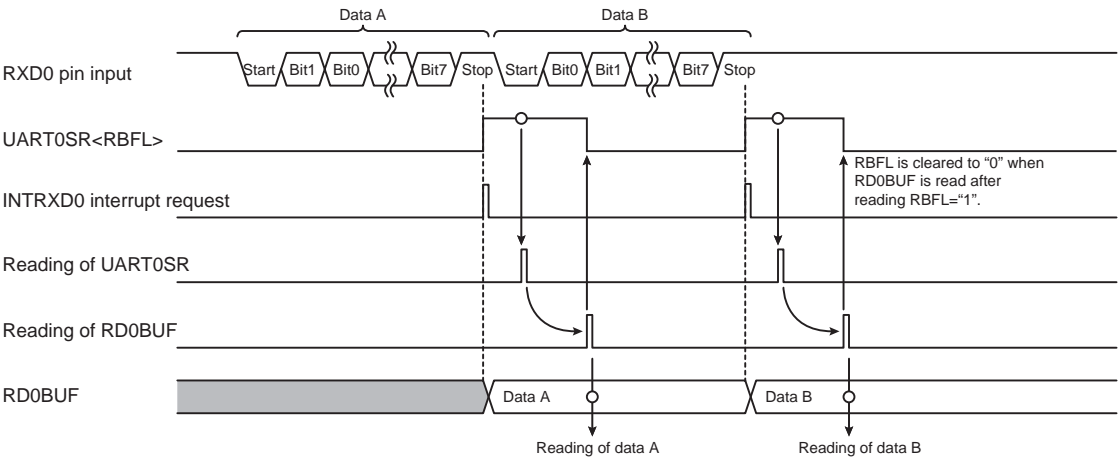 Data A Data B
RXD0 pin input Start Bit1 Bit0 Bit7 Stop Start Bit0 Bit1 Bit7 Stop
UART0SR<RBFL>
RBFL is cleared to “0” when
RD0BUF is read after
reading RBFL=“1”.
INTRXD0 interrupt request
Reading of UART0SR
Reading of RD0BUF
RD0BUF Data A Data B
Reading of data A Reading of data B